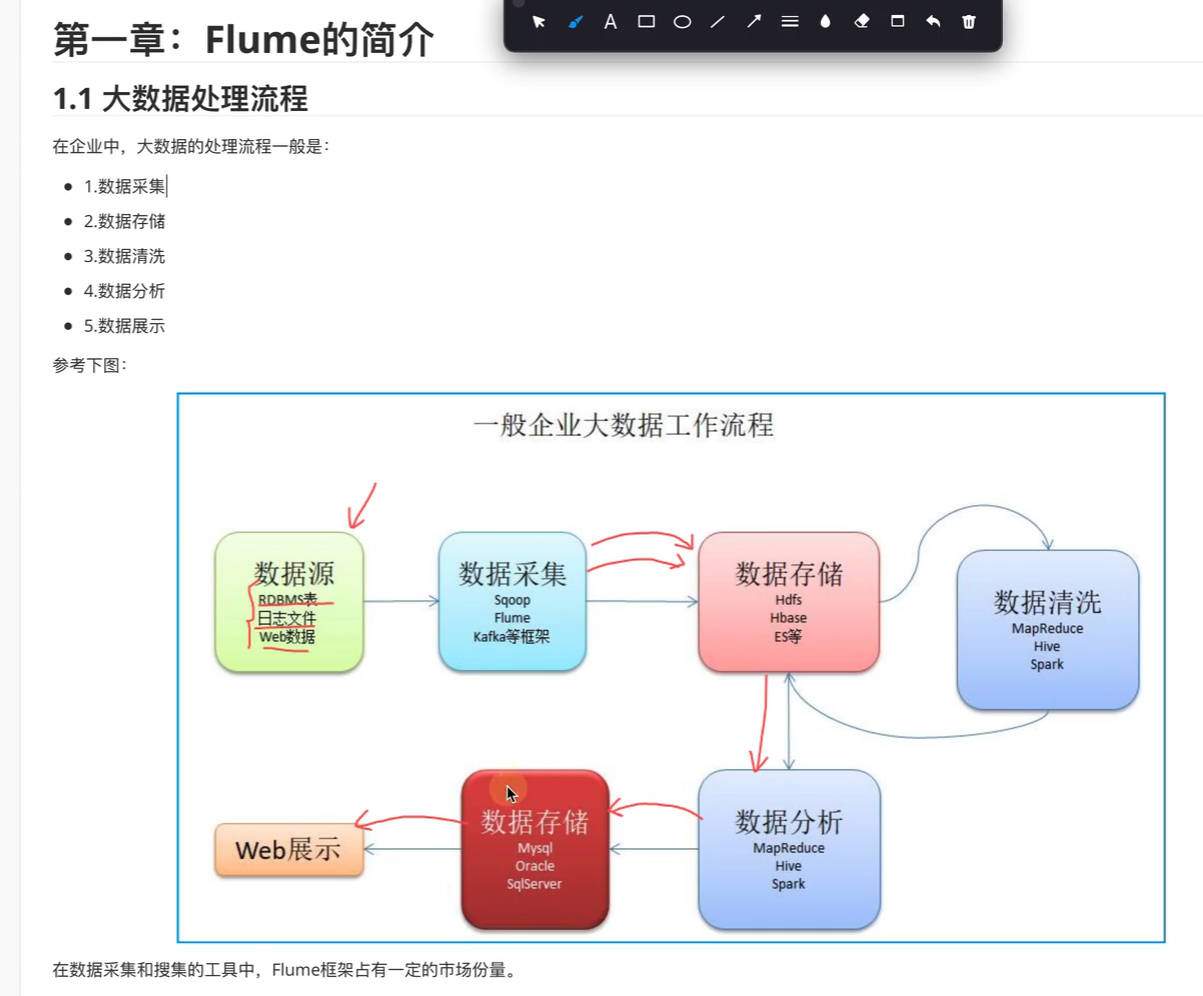 第一章：Flume的简介
1.1 大数据处理流程
在企业中，大数据的处理流程一般是：
1.数据采集
2.数据存储
3.数据清洗
4.数据分析
5.数据展示
参考下图：
一般企业大数据工作流程
数据源
RDBMS表
日志文件
Web数据
数据采集
Sqoop
Flume
Kafka等框架
数据存储
Hdfs
Hbase
ES等
数据清洗
MapReduce
Hive
Spark
Web展示
数据存储
Mysql
Oracle
SqlServer
数据分析
MapReduce
Hive
Spark
在数据采集和搜集的工具中，Flume框架占有一定的市场份量。